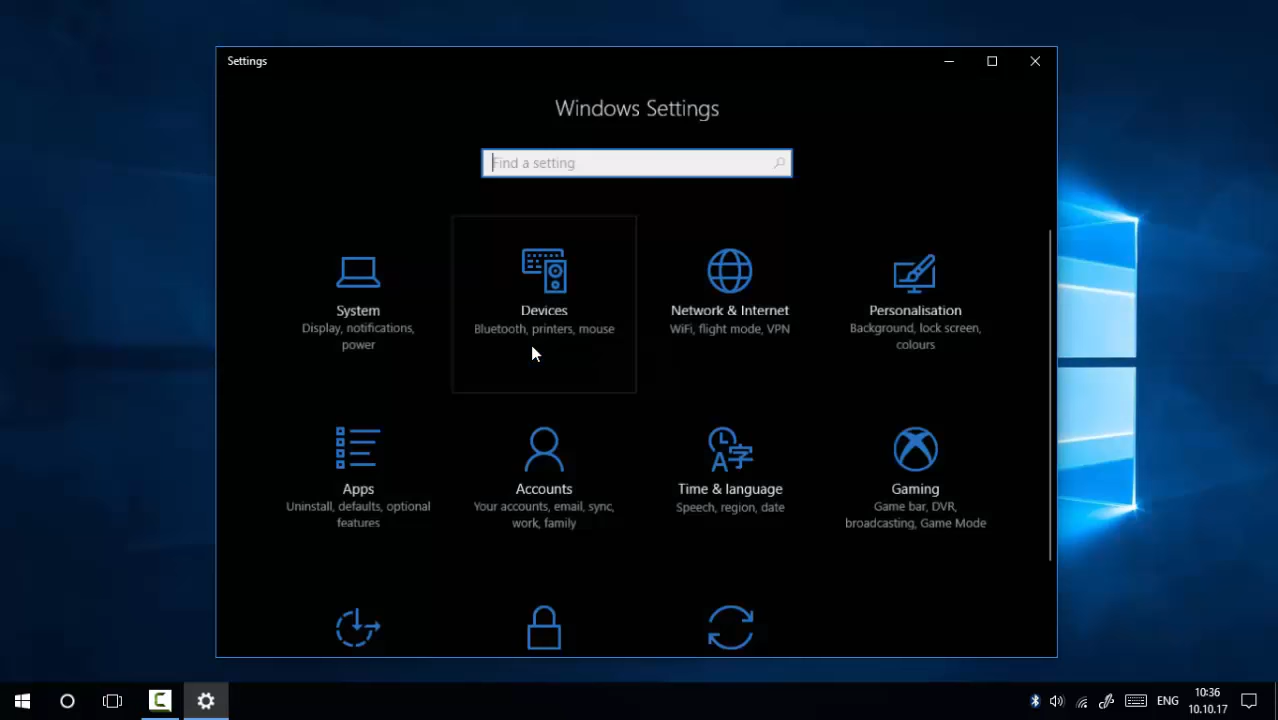 Settings
Windows Settings
Find a setting
System
Display, notifications,
power
Devices
Bluetooth, printers, mouse
Network & Internet
WiFi, flight mode, VPN
Personalisation
Background, lock screen,
colours
Apps
Uninstall, defaults, optional
features
Accounts
Your accounts, email, sync,
work, family
Time & language
Speech, region, date
Gaming
Game bar, DVR,
broadcasting, Game Mode
ENG
10:36
10.10.17